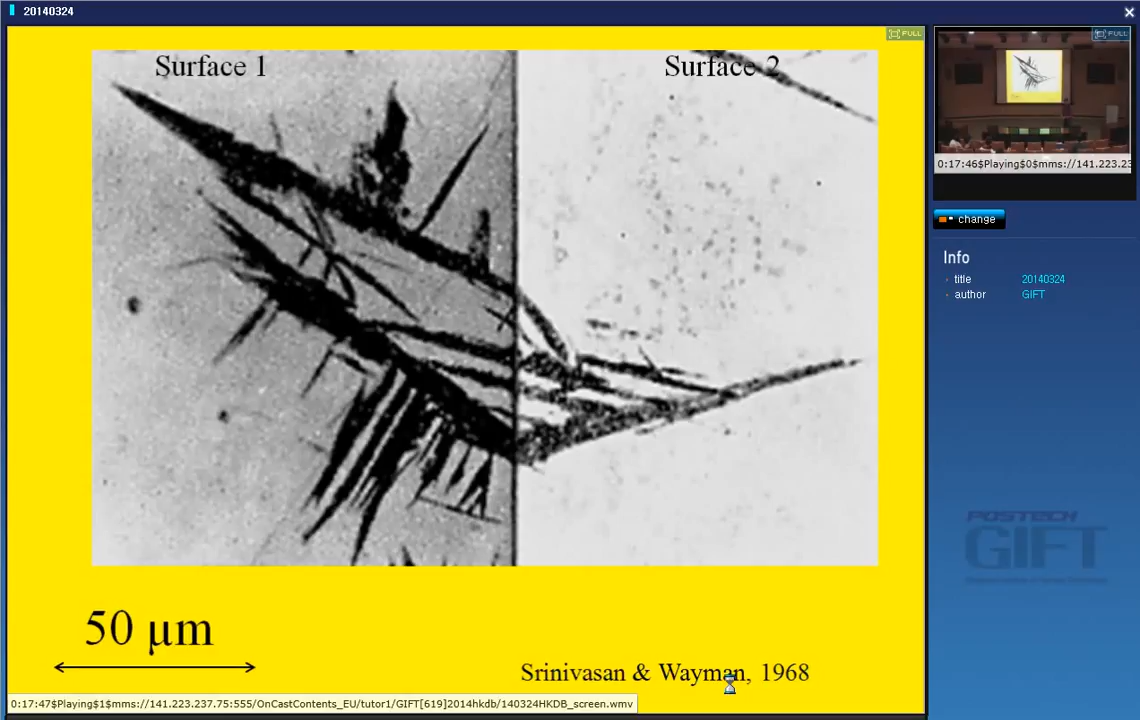 20140324
FULL
FULL
Surface 1
Surface 2
0:17:46$Playing$0$mms://141.223.23
change
Info
title 20140324
author GIFT
POSTECH
GIFT
50 µm
Srinivasan & Wayman, 1968
0:17:47$Playing$1$mms://141.223.237.75:555/OnCastContents_EU/tutor1/GIFT[619]2014hkdb/140324HKDB_screen.wmv